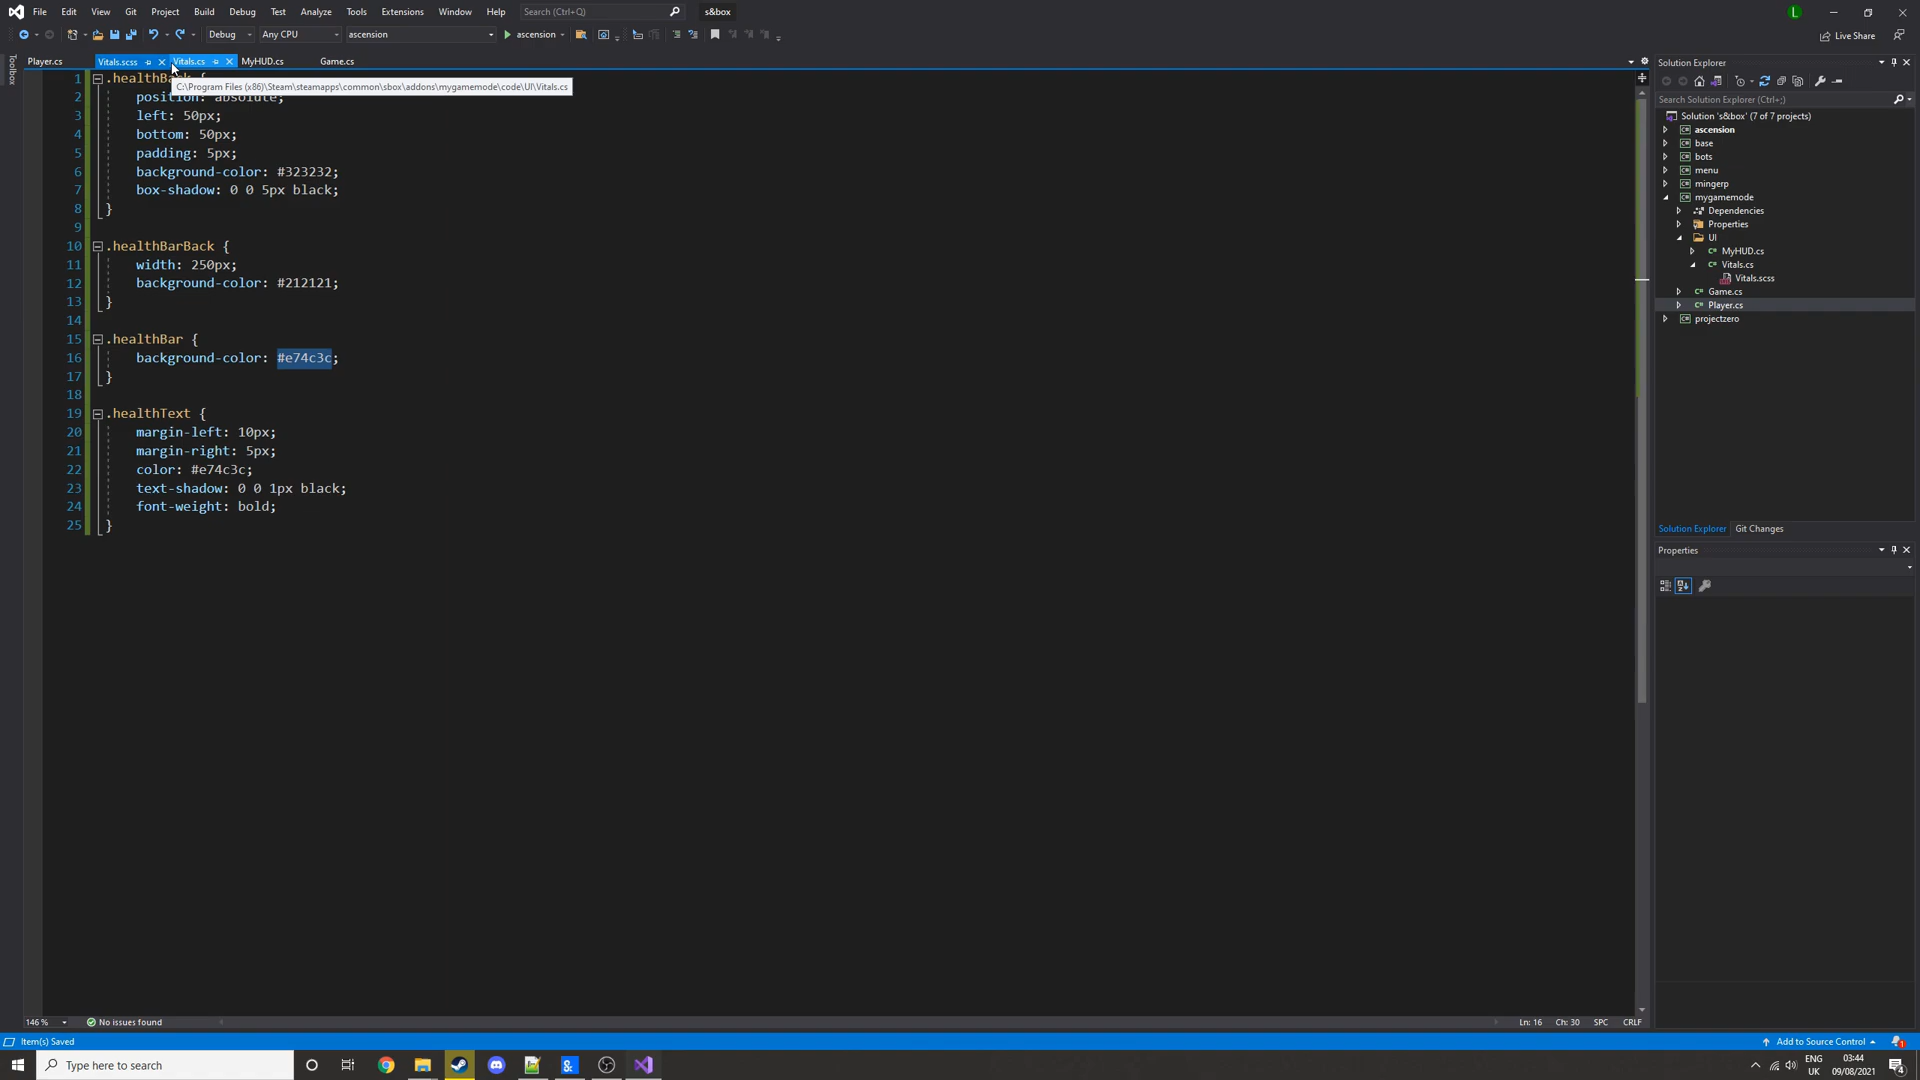 File Edit View Git Project Build Debug Test Analyze Tools Extensions Window Help Search (Ctrl+Q) s&box L
Debug Any CPU ascension ascension Live Share
Toolbox
Player.cs Vitals.scss Vitals.cs MyHUD.cs Game.cs
C:\Program Files (x86)\Steam\steamapps\common\sbox\addons\mygamemode\code\UI\Vitals.cs
1 .healthBack {
2 position: absolute;
3 left: 50px;
4 bottom: 50px;
5 padding: 5px;
6 background-color: #323232;
7 box-shadow: 0 0 5px black;
8 }
9
10 .healthBarBack {
11 width: 250px;
12 background-color: #212121;
13 }
14
15 .healthBar {
16 background-color: #e74c3c;
17 }
18
19 .healthText {
20 margin-left: 10px;
21 margin-right: 5px;
22 color: #e74c3c;
23 text-shadow: 0 0 1px black;
24 font-weight: bold;
25 }
Solution Explorer
Search Solution Explorer (Ctrl+;)
Solution 's&box' (7 of 7 projects)
ascension
base
bots
menu
mingerp
mygamemode
Dependencies
Properties
UI
MyHUD.cs
Vitals.cs
Vitals.scss
Game.cs
Player.cs
projectzero
Solution Explorer Git Changes
Properties
146 % No issues found Ln: 16 Ch: 30 SPC CRLF
Item(s) Saved Add to Source Control 1
Type here to search
ENG
UK
03:44
09/08/2021
4